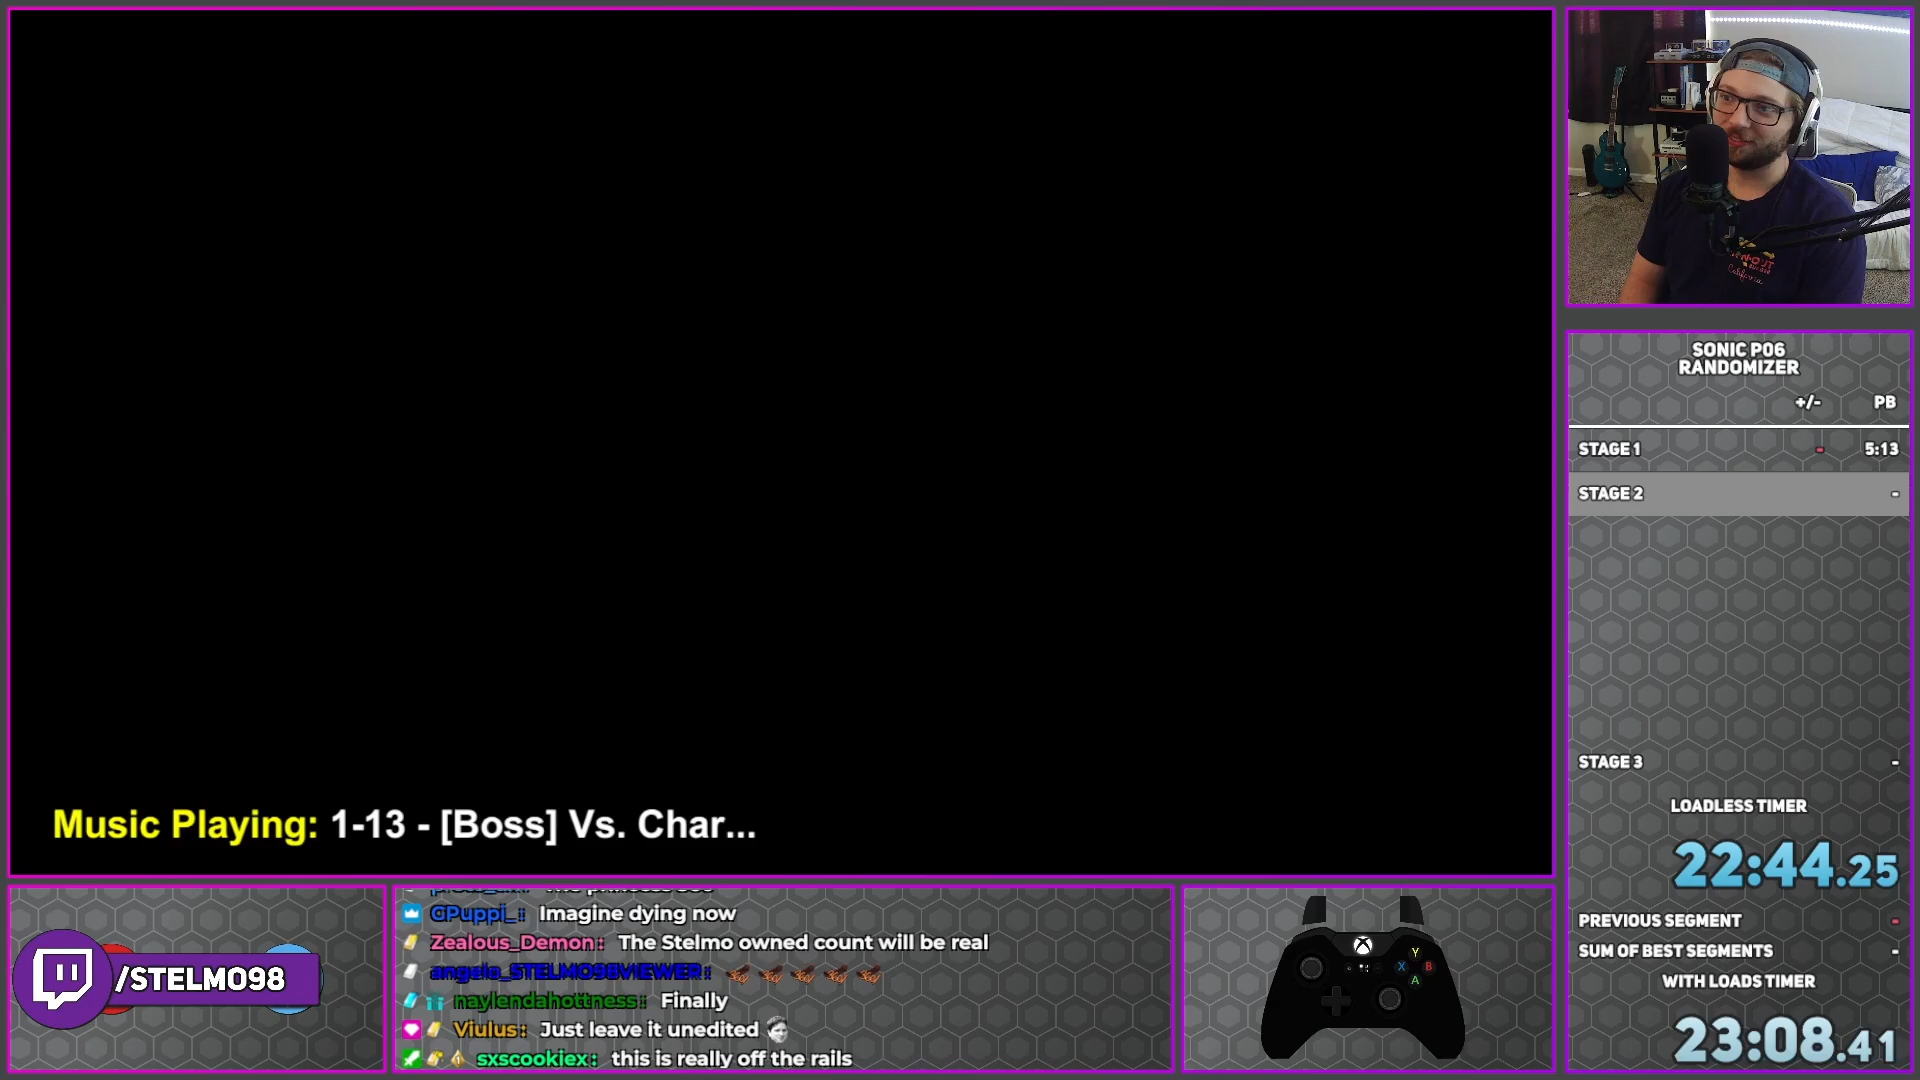 Music Playing: 1-13 - [Boss] Vs. Char...
SONIC P06
RANDOMIZER
+/- PB
STAGE 1 - 5:13
STAGE 2 -
STAGE 3 -
LOADLESS TIMER
22:44.25
PREVIOUS SEGMENT -
SUM OF BEST SEGMENTS -
WITH LOADS TIMER
23:08.41
/STELMO98
CPuppi_: Imagine dying now
Zealous_Demon: The Stelmo owned count will be real
angelo_STELMO98VIEWER:
naylendahottness: Finally
Viulus: Just leave it unedited
sxscookiex: this is really off the rails
Y
X B
A